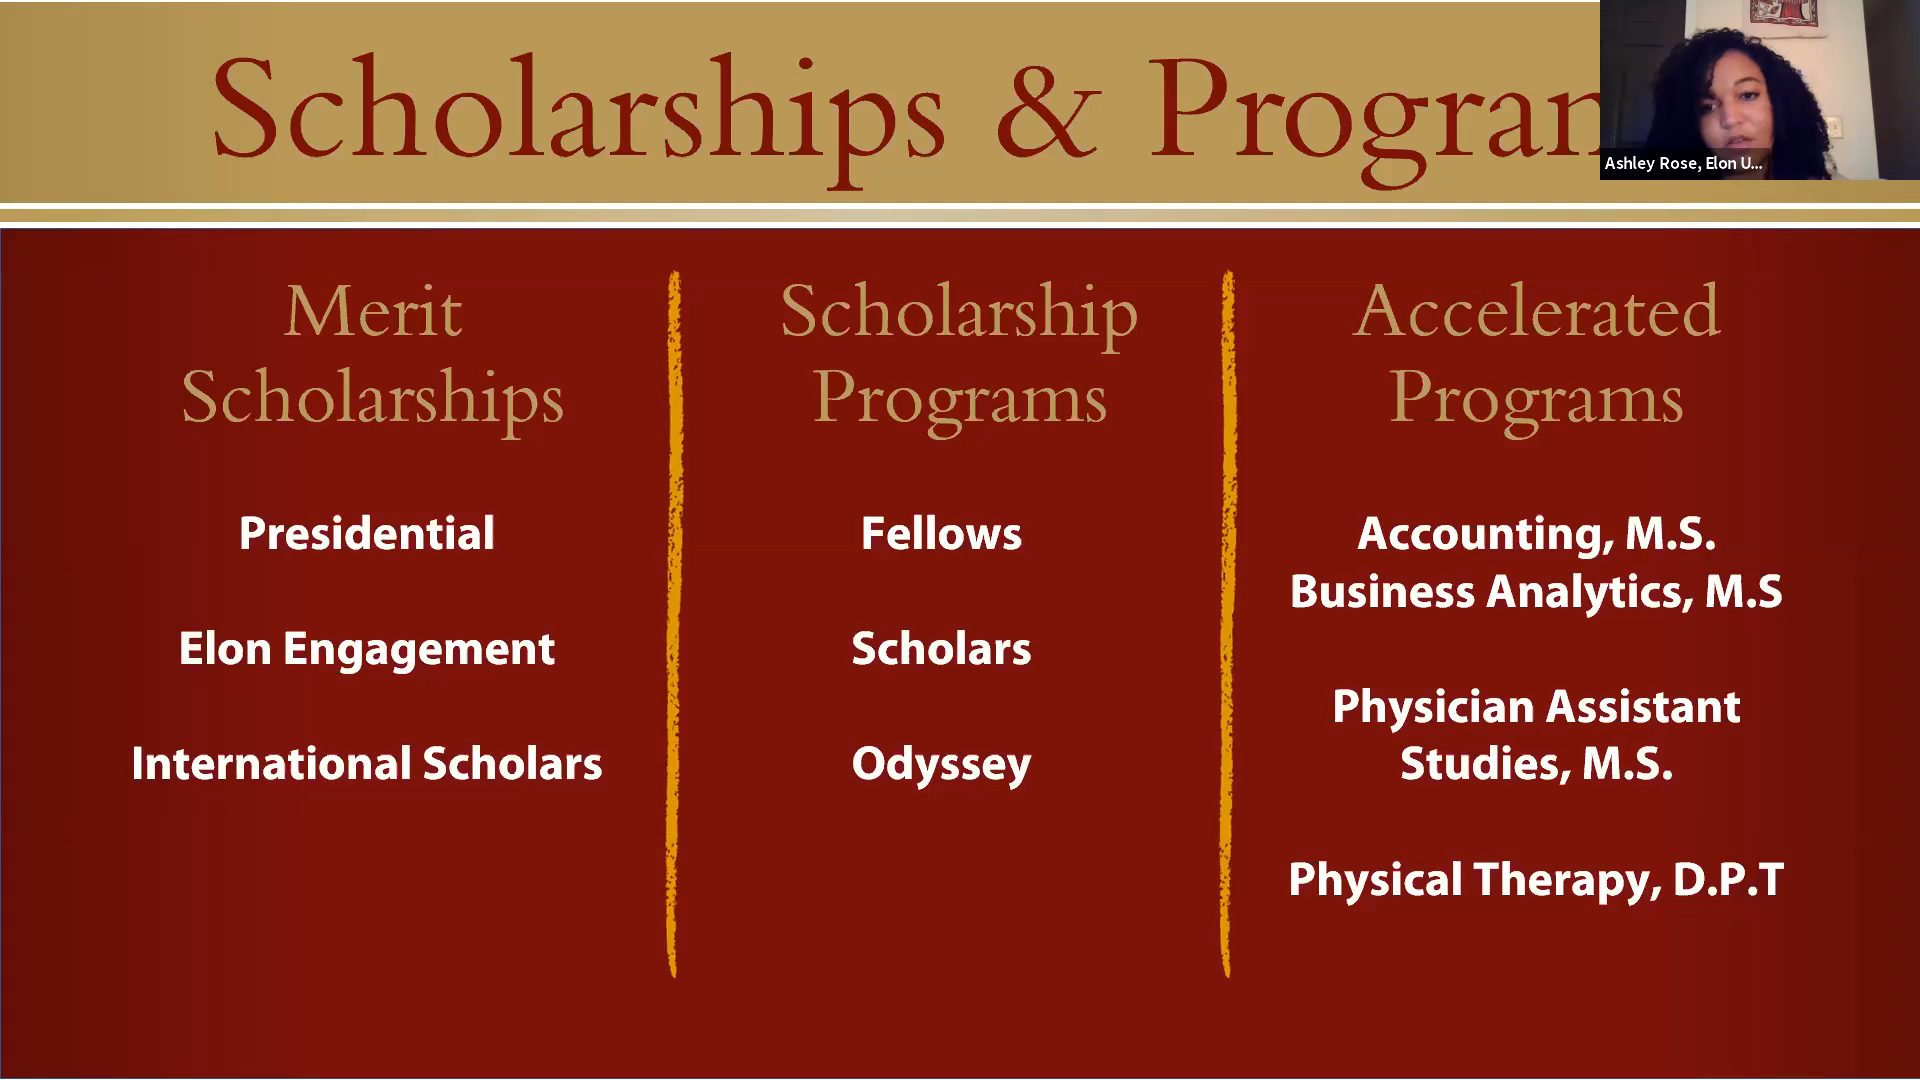 Scholarships & Program
Ashley Rose, Elon U...
Merit
Scholarships
Presidential
Elon Engagement
International Scholars
Scholarship
Programs
Fellows
Scholars
Odyssey
Accelerated
Programs
Accounting, M.S.
Business Analytics, M.S
Physician Assistant
Studies, M.S.
Physical Therapy, D.P.T